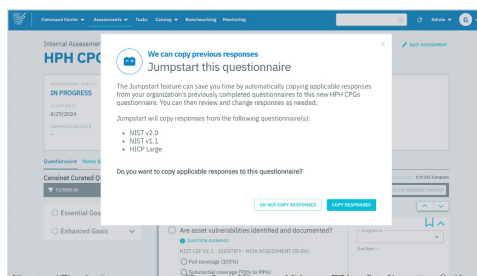 Command Center Assessments Tasks Catalog Benchmarking Monitoring Admin G
Internal Assessmen
EDIT ASSESSMENT
HPH CPG
ASSESSMENT STATUS
IN PROGRESS
START DATE
8/29/2024
COMPLETION DATE
We can copy previous responses
Jumpstart this questionnaire
The Jumpstart feature can save you time by automatically copying applicable responses
from your organization's previously completed questionnaires to this new HPH CPGs
questionnaire. You can then review and change responses as needed.
Jumpstart will copy responses from the following questionnaire(s):
• NIST v2.0
• NIST v1.1
• HICP Large
Do you want to copy applicable responses to this questionnaire?
DO NOT COPY RESPONSES COPY RESPONSES
Questionnaire Notes &
Censinet Curated Q
Complete
FILTERS (0)
CENSINET RATING
Essential Goa
Enhanced Goals
Are asset vulnerabilities identified and documented?
QUESTION GUIDANCE
NIST CSF V1.1 - IDENTIFY - RISK ASSESSMENT (ID.RA)
Full coverage (100%)
Substantial coverage (75% to 99%)